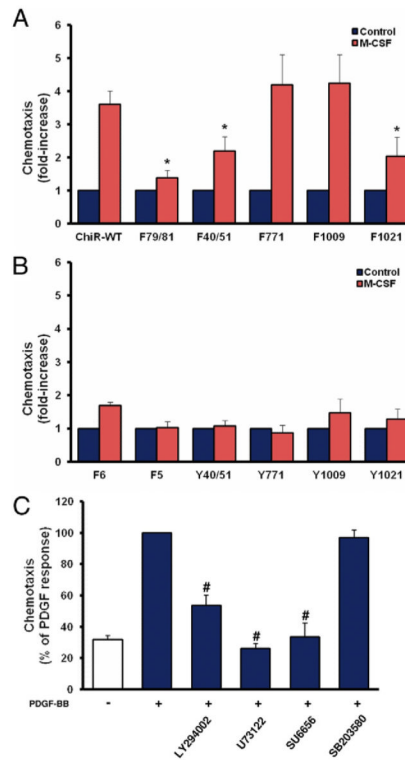 A
Control
M-CSF
Chemotaxis
(fold-increase)
6
5
4
3
2
1
0
* * *
ChiR-WT F79/81 F40/51 F771 F1009 F1021
B
Control
M-CSF
Chemotaxis
(fold-increase)
6
5
4
3
2
1
0
F6 F5 Y40/51 Y771 Y1009 Y1021
C
Chemotaxis
(% of PDGF response)
120
100
80
60
40
20
0
# # #
PDGF-BB - + + + + +
LY294002
U73122
SU6656
SB203580